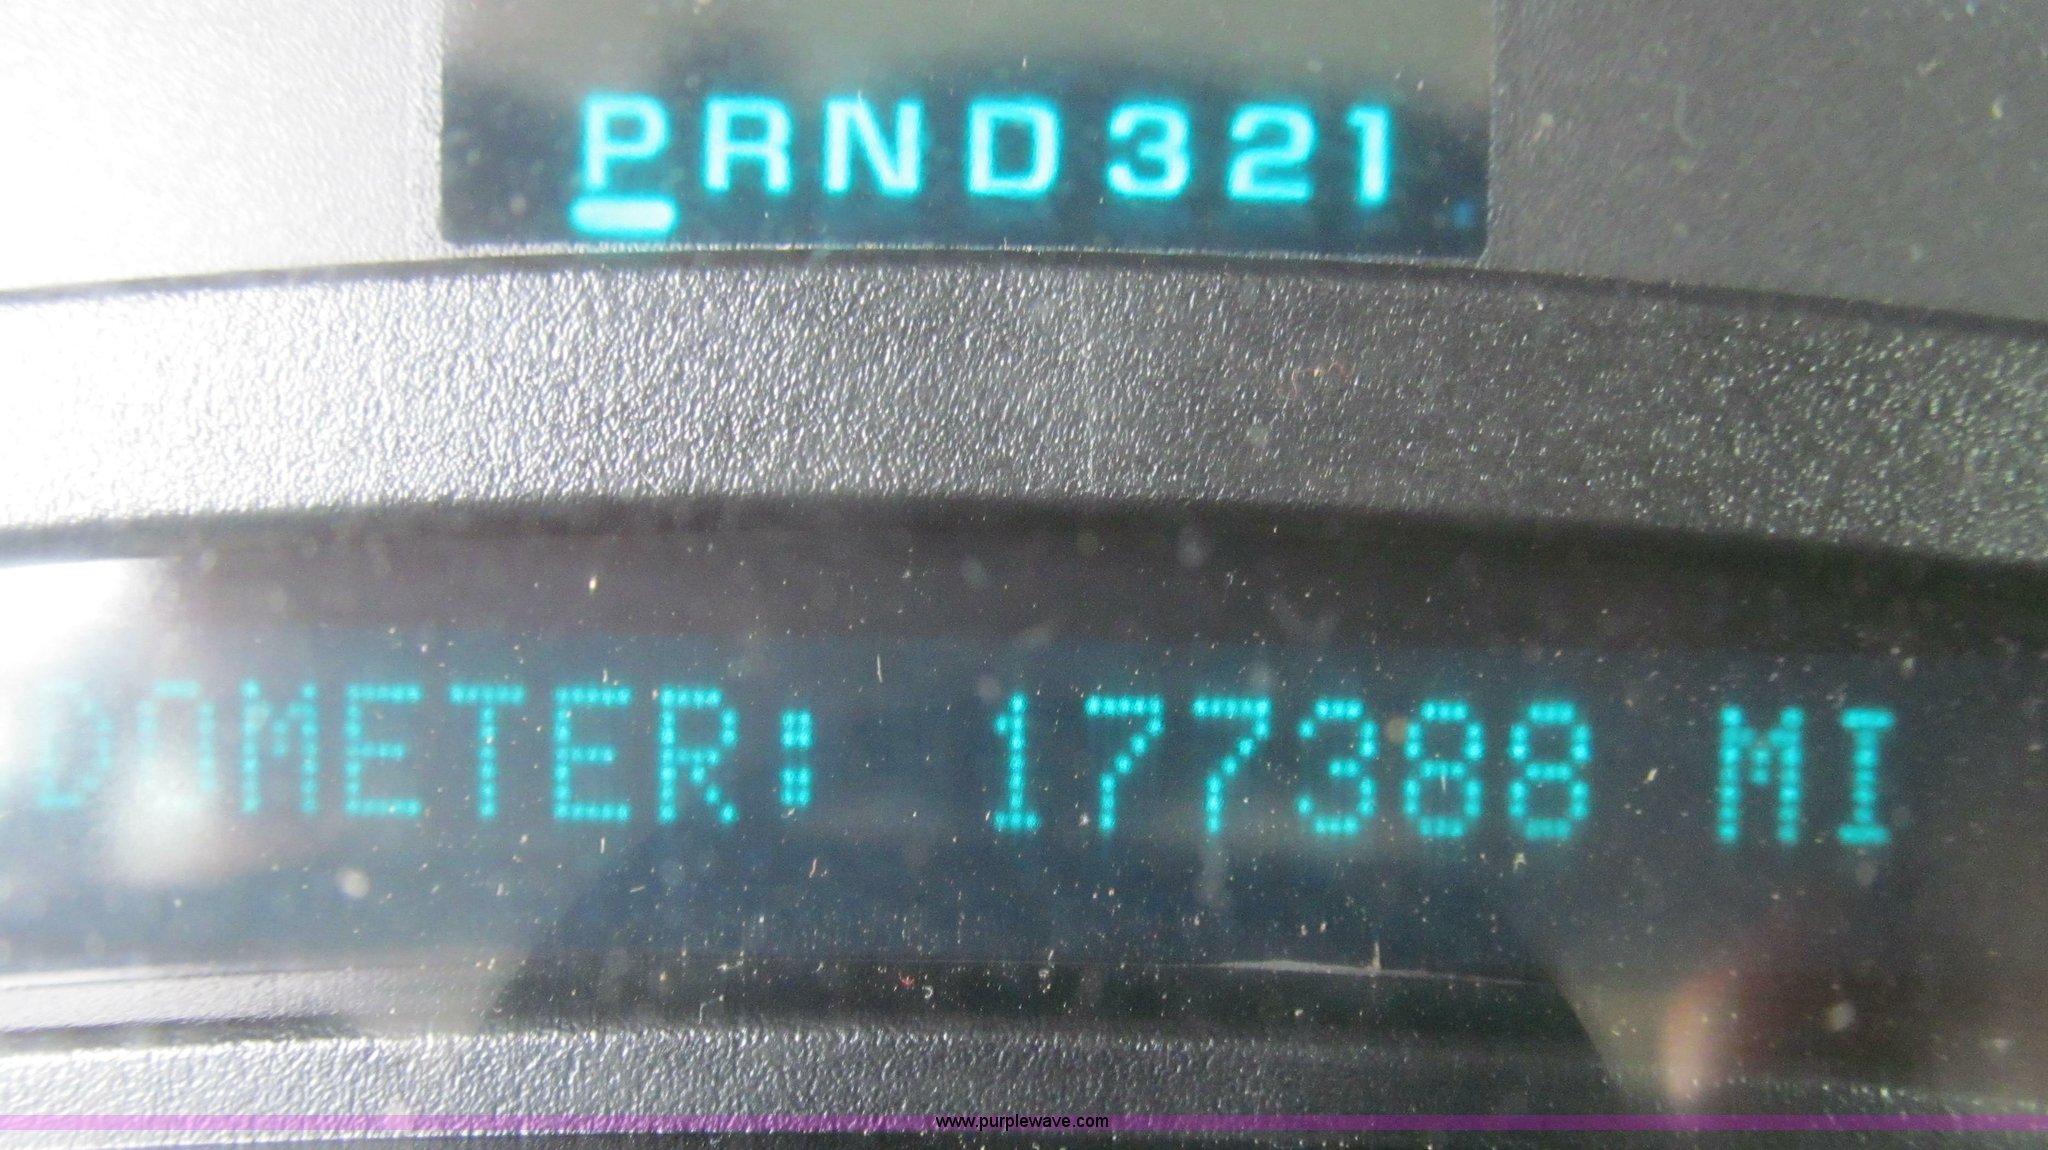 PRND321
DOMETER: 177388 MI
www.purplewave.com